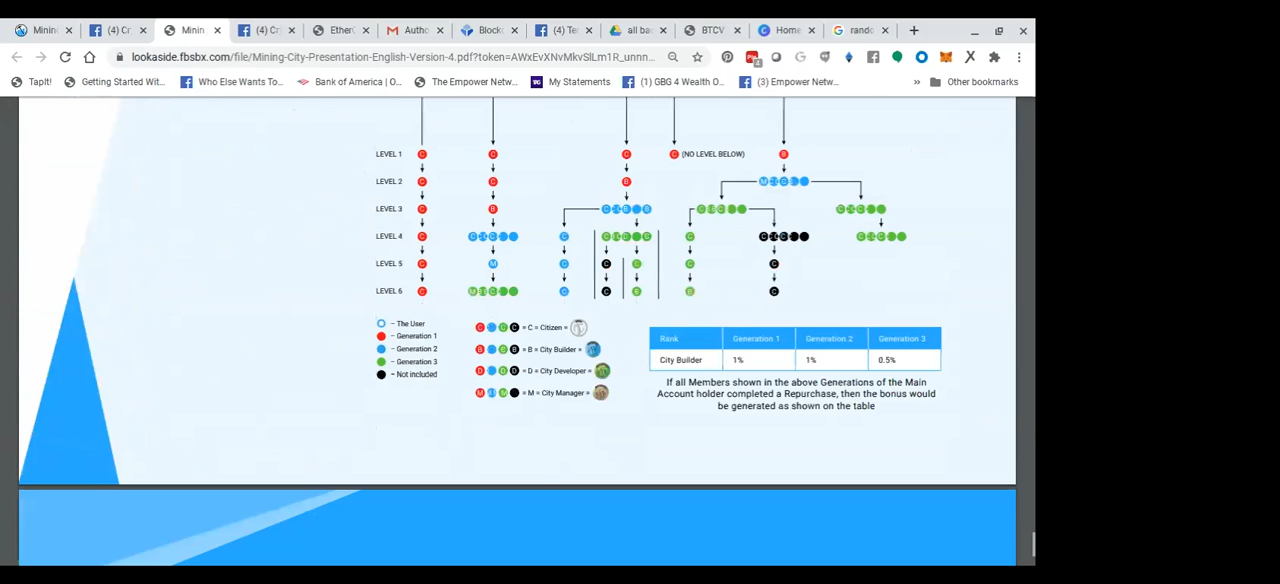 Minin
(4) Cr
Minin
(4) Cr
Ether
Autho
Block
(4) Te
all ba
BTCV
Home
rando
lookaside.fbsbx.com/file/Mining-City-Presentation-English-Version-4.pdf?token=AWxEvXNvMkvSlLm1R_unnn...
TapIt!
Getting Started Wit...
Who Else Wants To...
Bank of America | O...
The Empower Netw...
My Statements
(1) GBG 4 Wealth O...
(3) Empower Netw...
»
Other bookmarks
LEVEL 1 C C C C (NO LEVEL BELOW) B
LEVEL 2 C C B M
LEVEL 3 C B
LEVEL 4 C
LEVEL 5 C M C C C C C
LEVEL 6 C
– The User
– Generation 1
– Generation 2
– Generation 3
– Not included
= C = Citizen =
= B = City Builder =
= D = City Developer =
= M = City Manager =
Rank Generation 1 Generation 2 Generation 3
City Builder 1% 1% 0.5%
If all Members shown in the above Generations of the Main
Account holder completed a Repurchase, then the bonus would
be generated as shown on the table